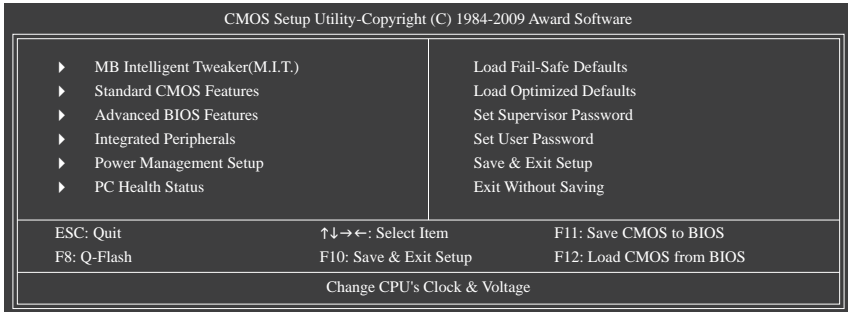 CMOS Setup Utility-Copyright (C) 1984-2009 Award Software
MB Intelligent Tweaker(M.I.T.)
Standard CMOS Features
Advanced BIOS Features
Integrated Peripherals
Power Management Setup
PC Health Status
Load Fail-Safe Defaults
Load Optimized Defaults
Set Supervisor Password
Set User Password
Save & Exit Setup
Exit Without Saving
ESC: Quit ↑↓→←: Select Item F11: Save CMOS to BIOS
F8: Q-Flash F10: Save & Exit Setup F12: Load CMOS from BIOS
Change CPU's Clock & Voltage